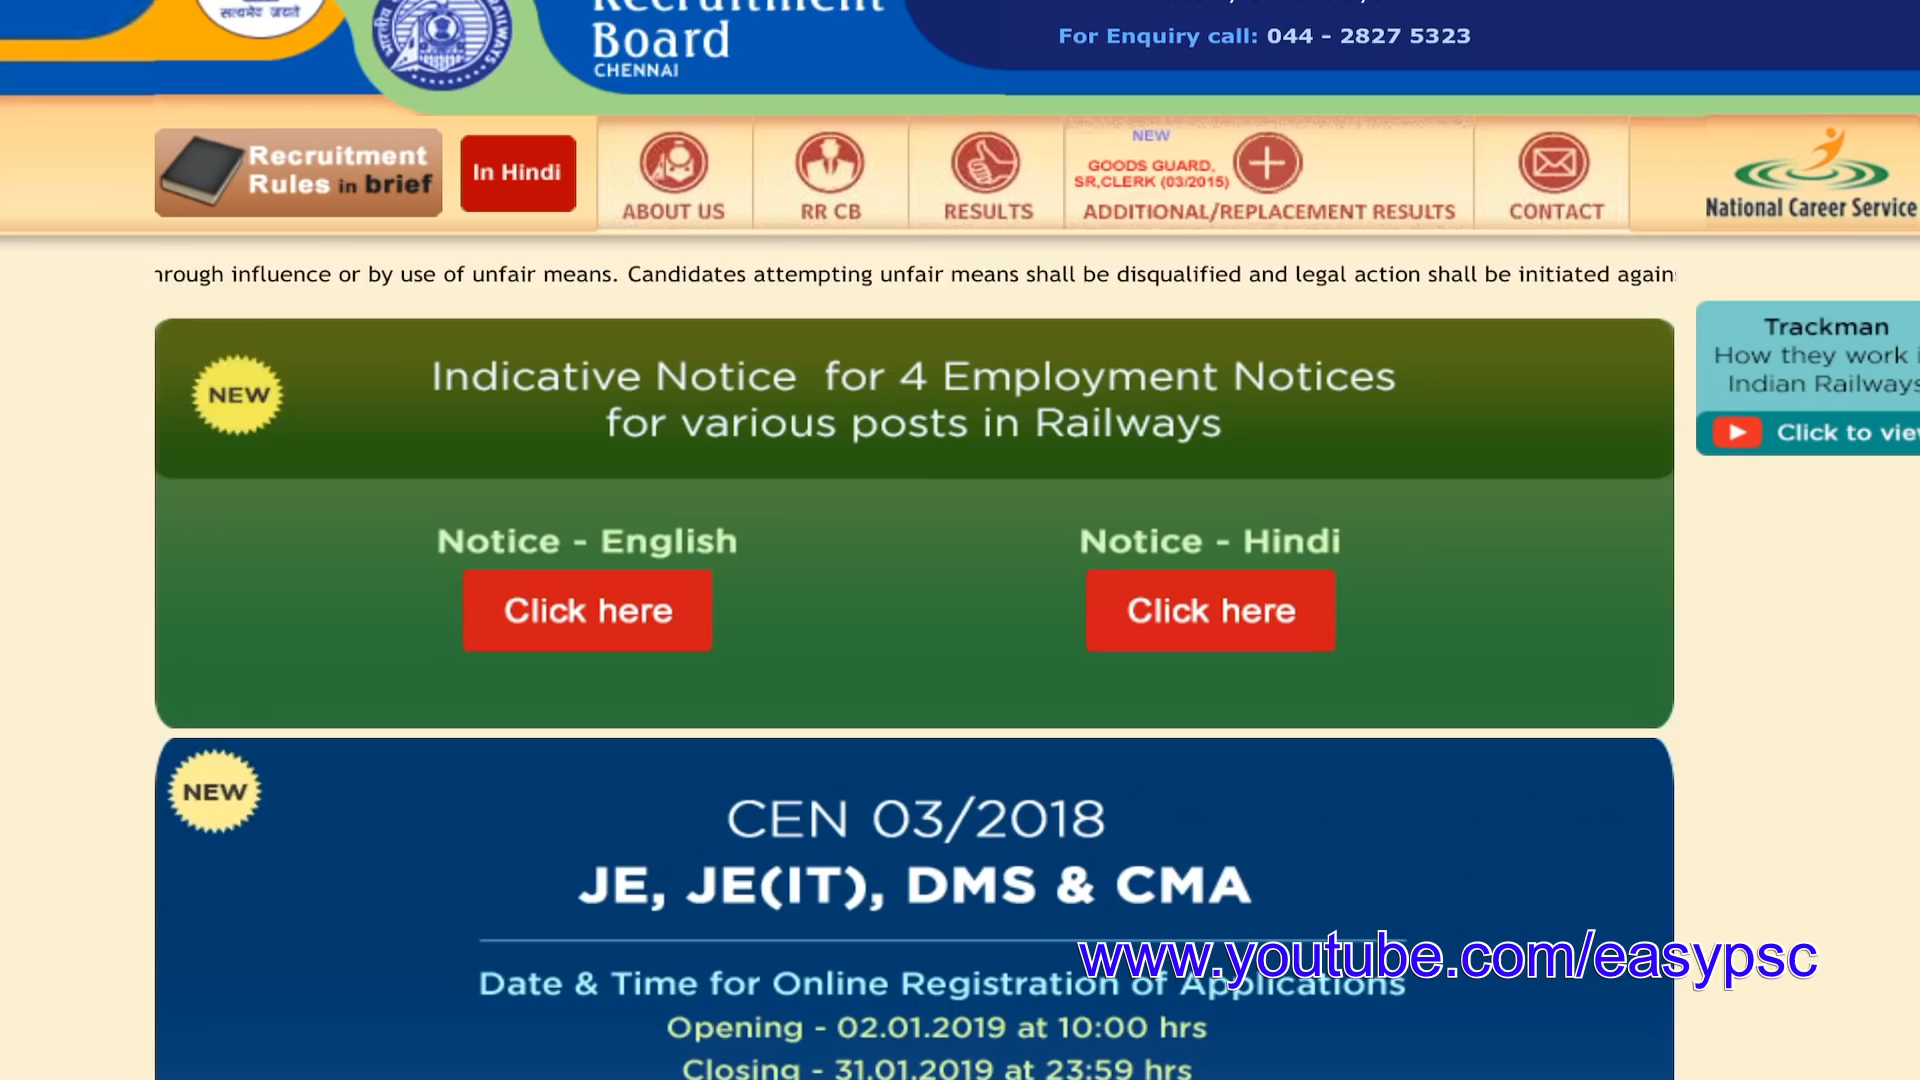 सत्यमेव जयते
Recruitment
Board
CHENNAI
For Enquiry call: 044 - 2827 5323
Recruitment
Rules in brief
In Hindi
ABOUT US
RR CB
RESULTS
NEW
GOODS GUARD,
SR,CLERK (03/2015)
ADDITIONAL/REPLACEMENT RESULTS
CONTACT
National Career Service
hrough influence or by use of unfair means. Candidates attempting unfair means shall be disqualified and legal action shall be initiated again
NEW
Indicative Notice for 4 Employment Notices
for various posts in Railways
Trackman
How they work i
Indian Railways
Click to vie
Notice - English
Notice - Hindi
Click here
Click here
NEW
CEN 03/2018
JE, JE(IT), DMS & CMA
www.youtube.com/easypsc
Date & Time for Online Registration of Applications
Opening - 02.01.2019 at 10:00 hrs
Closing - 31.01.2019 at 23:59 hrs